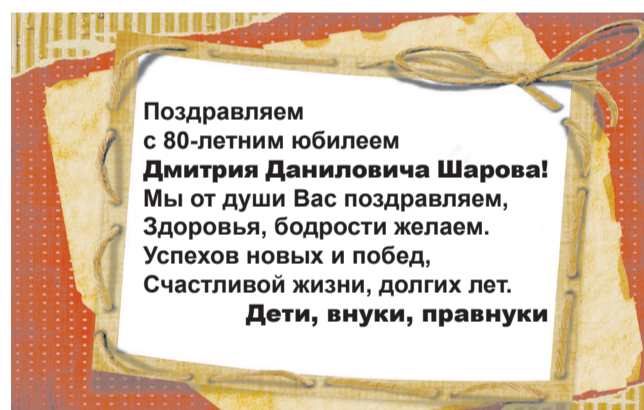 Поздравляем
с 80-летним юбилеем
Дмитрия Даниловича Шарова!
Мы от души Вас поздравляем,
Здоровья, бодрости желаем.
Успехов новых и побед,
Счастливой жизни, долгих лет.
Дети, внуки, правнуки